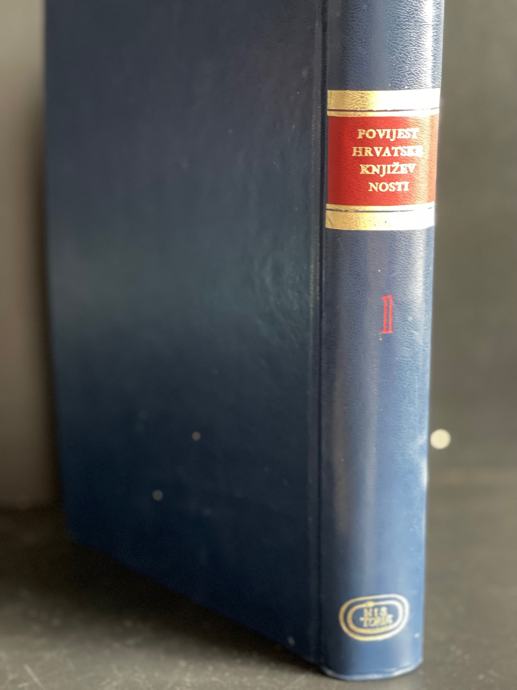 POVIJEST
HRVATSKE
KNJIŽEV
NOSTI
1